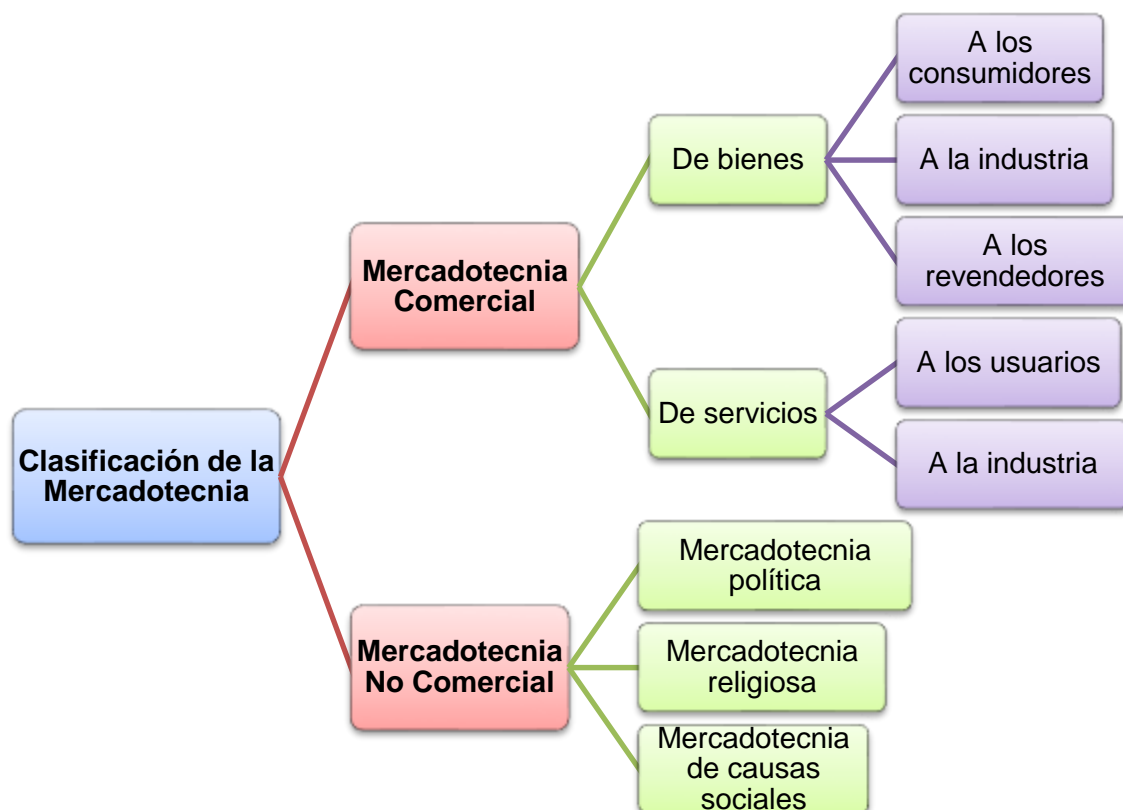 Clasificación de la
Mercadotecnia
Mercadotecnia
Comercial
De bienes
A los
consumidores
A la industria
A los
revendedores
De servicios
A los usuarios
A la industria
Mercadotecnia
No Comercial
Mercadotecnia
política
Mercadotecnia
religiosa
Mercadotecnia
de causas
sociales